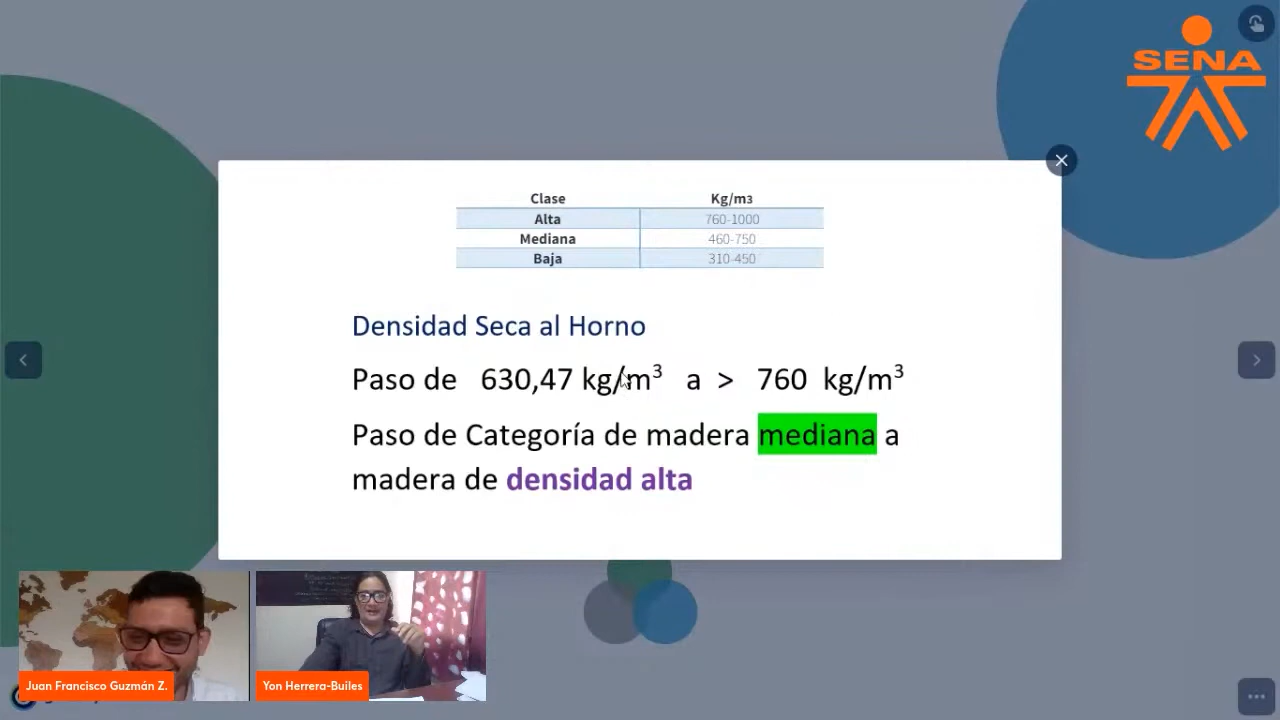 SENA
Clase Kg/m3
Alta 760-1000
Mediana 460-750
Baja 310-450
Densidad Seca al Horno
Paso de 630,47 kg/m³ a > 760 kg/m³
Paso de Categoría de madera mediana a
madera de densidad alta
Juan Francisco Guzmán Z.
Yon Herrera-Builes